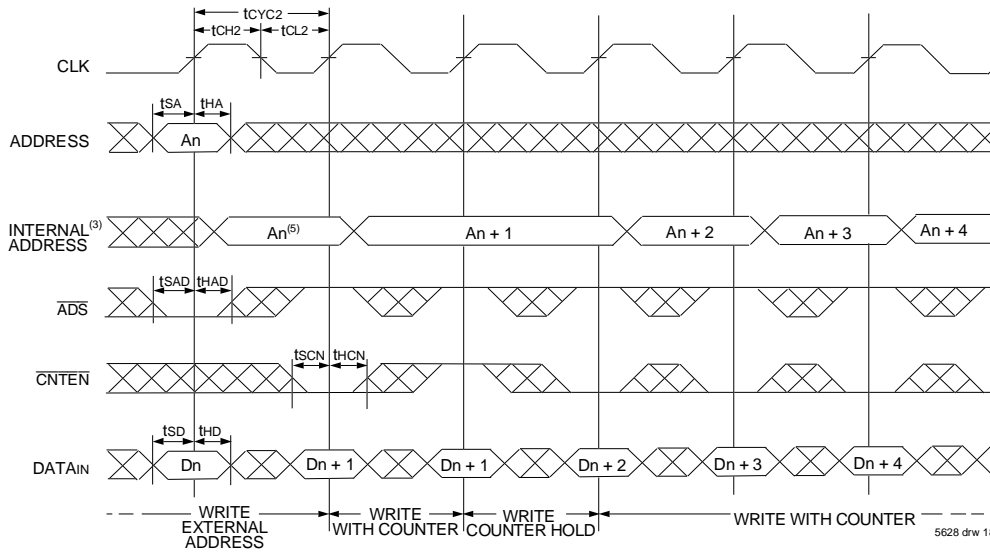 tCYC2
tCH2 tCL2
CLK
tSA tHA
ADDRESS An
INTERNAL(3)
ADDRESS An(5) An + 1 An + 2 An + 3 An + 4
tSAD tHAD
ADS
tSCN tHCN
CNTEN
tSD tHD
DATAIN Dn Dn + 1 Dn + 1 Dn + 2 Dn + 3 Dn + 4
WRITE
EXTERNAL
ADDRESS
WRITE
WITH COUNTER
WRITE
COUNTER HOLD
WRITE WITH COUNTER